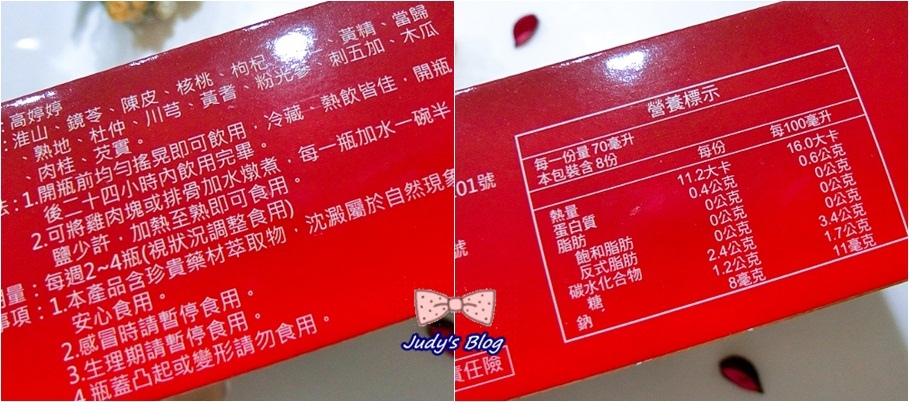 ：高婷婷
：淮山、鏡苓、陳皮、核桃、枸杞、黃精、當歸
、熟地、杜仲、川芎、黃耆、粉光蔘、刺五加、木瓜
、肉桂、芡實。
法：1.開瓶前均勻搖晃即可飲用，冷藏、熱飲皆佳，開瓶
後二十四小時內飲用完畢。
2.可將雞肉塊或排骨加水燉煮，每一瓶加水一碗半
鹽少許，加熱至熟即可食用。
用量：每週2~4瓶(視狀況調整食用)
事項：1.本產品含珍貴藥材萃取物，沈澱屬於自然現象
安心食用。
2.感冒時請暫停食用。
3.生理期請暫停食用。
4.瓶蓋凸起或變形請勿食用。
Judy's Blog
營養標示
每一份量 70毫升
本包裝含 8份
每份 每100毫升
熱量 11.2大卡 16.0大卡
蛋白質 0.4公克 0.6公克
脂肪 0公克 0公克
飽和脂肪 0公克 0公克
反式脂肪 0公克 0公克
碳水化合物 2.4公克 3.4公克
糖 1.2公克 1.7公克
鈉 8毫克 11毫克
01號
號
責任險